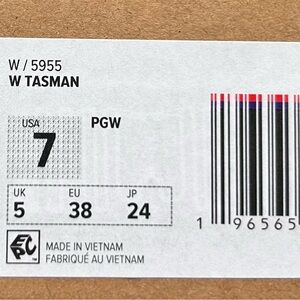 W / 5955
W TASMAN
USA
7
PGW
UK EU JP
5 38 24
1 96565
EPC
MADE IN VIETNAM
FABRIQUÉ AU VIETNAM